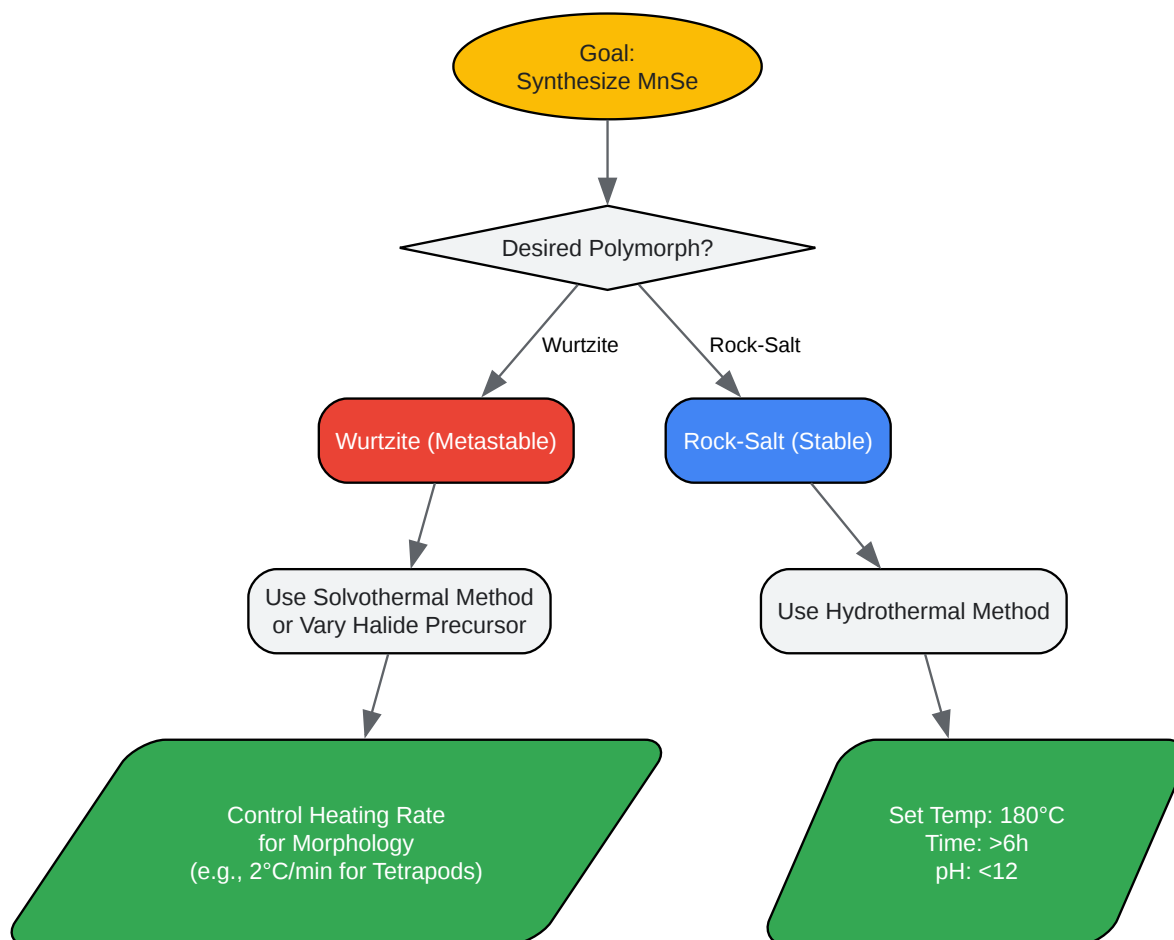 Goal:
Synthesize MnSe
Desired Polymorph?
Wurtzite
Rock-Salt
Wurtzite (Metastable)
Rock-Salt (Stable)
Use Solvothermal Method
or Vary Halide Precursor
Use Hydrothermal Method
Control Heating Rate
for Morphology
(e.g., 2°C/min for Tetrapods)
Set Temp: 180°C
Time: >6h
pH: <12